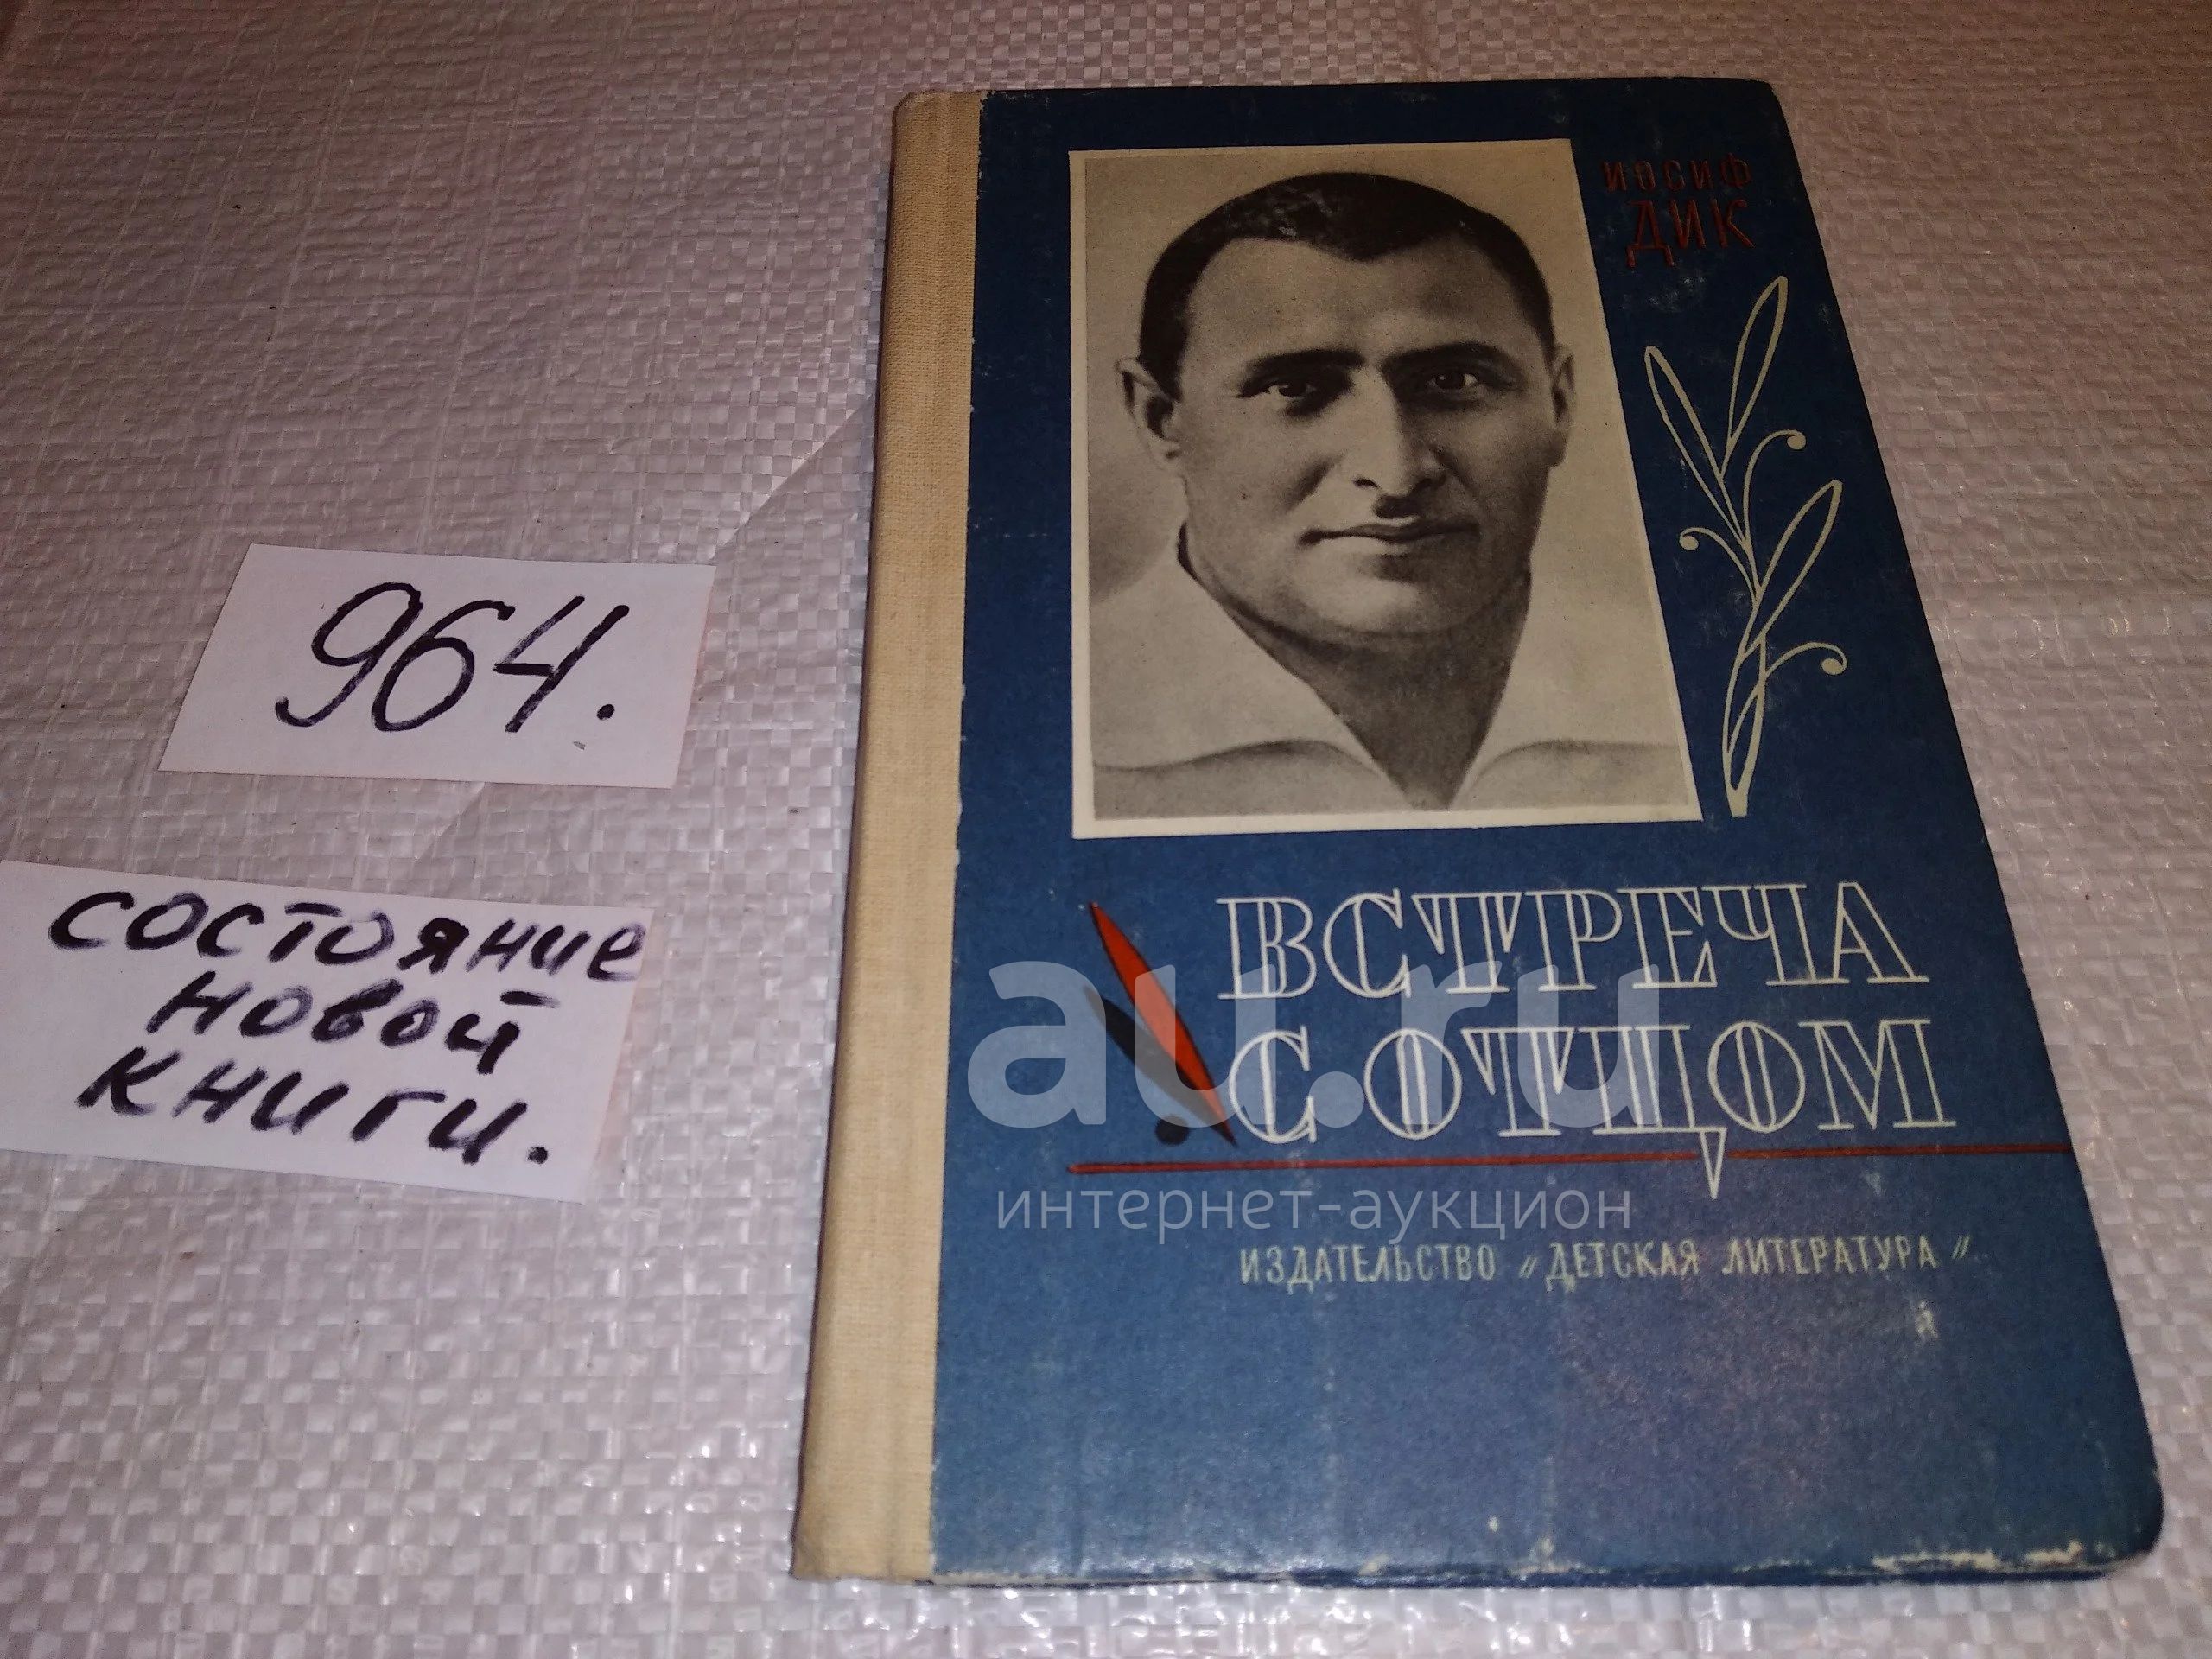 964.
состояние
новой
книги.
ИОСИФ
ДИК
ВСТРЕЧА
С ОТЦОМ
au.ru
интернет-аукцион
ИЗДАТЕЛЬСТВО „ДЕТСКАЯ ЛИТЕРАТУРА"